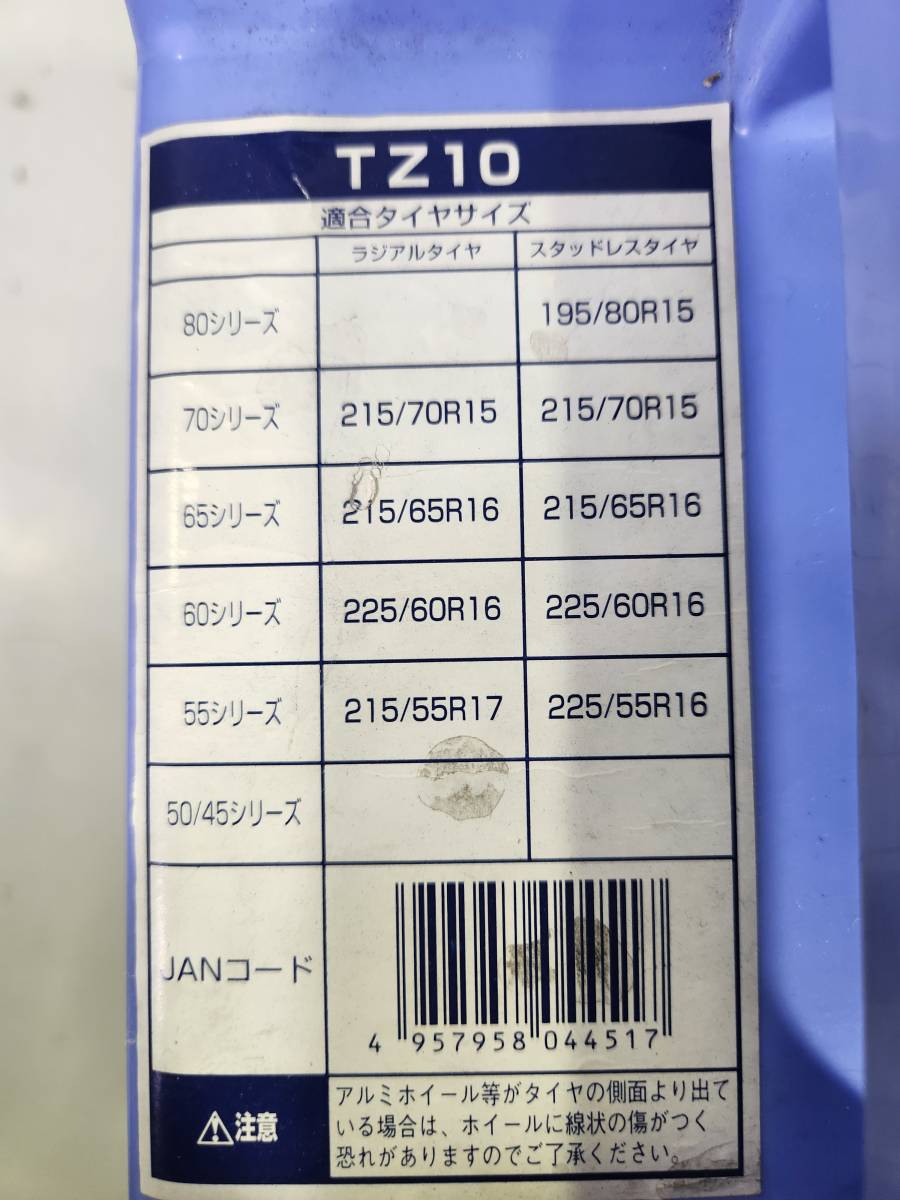 TZ10
適合タイヤサイズ
ラジアルタイヤ スタッドレスタイヤ
80シリーズ 195/80R15
70シリーズ 215/70R15 215/70R15
65シリーズ 215/65R16 215/65R16
60シリーズ 225/60R16 225/60R16
55シリーズ 215/55R17 225/55R16
50/45シリーズ
JANコード
4 957958 044517
注意
アルミホイール等がタイヤの側面より出て
いる場合は、ホイールに線状の傷がつく
恐れがありますのでご了承ください。